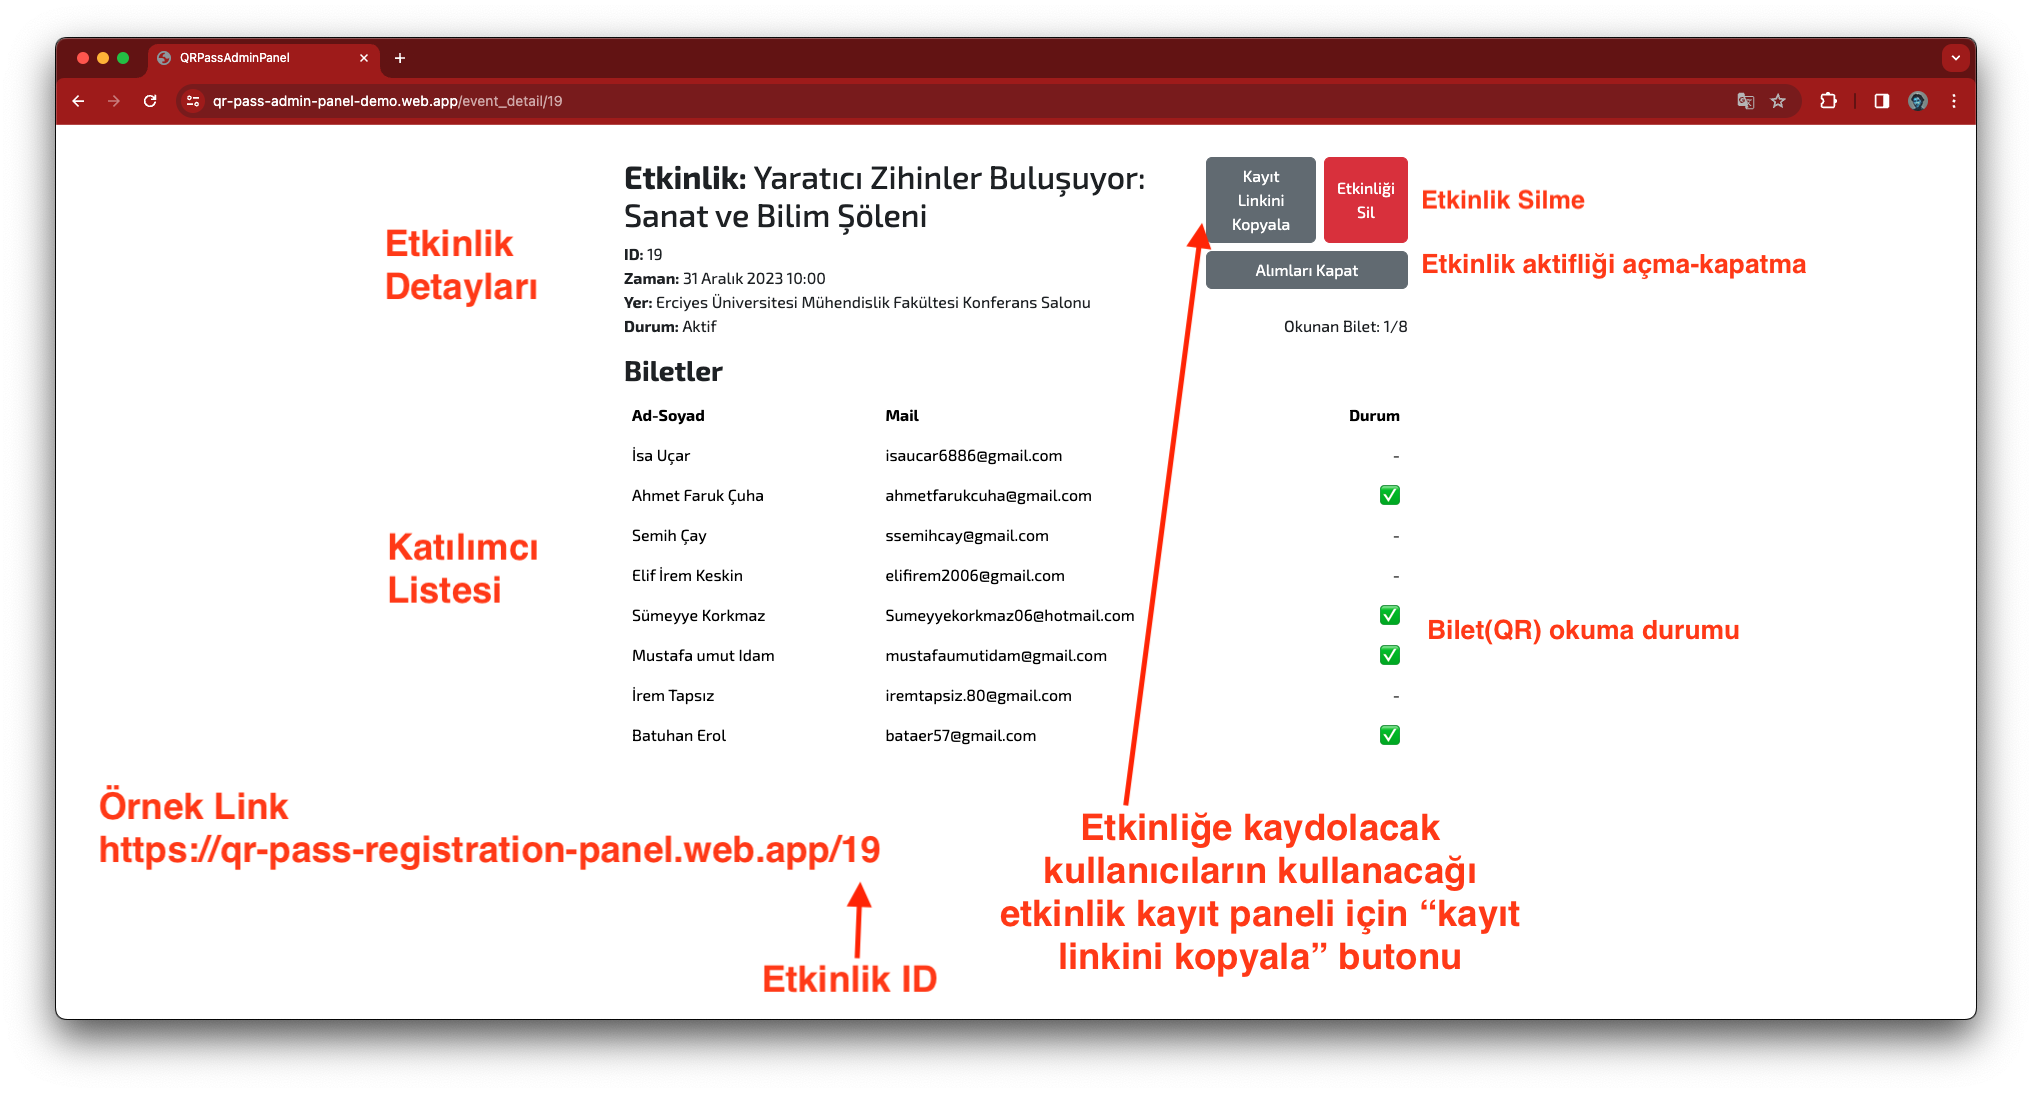 QRPassAdminPanel
qr-pass-admin-panel-demo.web.app/event_detail/19
Etkinlik: Yaratıcı Zihinler Buluşuyor:
Sanat ve Bilim Şöleni
Kayıt
Linkini
Kopyala
Etkinliği
Sil
Etkinlik Silme
Etkinlik
Detayları
ID: 19
Zaman: 31 Aralık 2023 10:00
Yer: Erciyes Üniversitesi Mühendislik Fakültesi Konferans Salonu
Durum: Aktif
Alımları Kapat
Etkinlik aktifliği açma-kapatma
Okunan Bilet: 1/8
Biletler
Ad-Soyad Mail Durum
İsa Uçar isaucar6886@gmail.com -
Ahmet Faruk Çuha ahmetfarukcuha@gmail.com ✅
Semih Çay ssemihcay@gmail.com -
Elif İrem Keskin elifirem2006@gmail.com -
Sümeyye Korkmaz Sumeyyekorkmaz06@hotmail.com ✅
Mustafa umut Idam mustafaumutidam@gmail.com ✅
İrem Tapsız iremtapsiz.80@gmail.com -
Batuhan Erol bataer57@gmail.com ✅
Katılımcı
Listesi
Bilet(QR) okuma durumu
Örnek Link
https://qr-pass-registration-panel.web.app/19
Etkinlik ID
Etkinliğe kaydolacak
kullanıcıların kullanacağı
etkinlik kayıt paneli için “kayıt
linkini kopyala” butonu